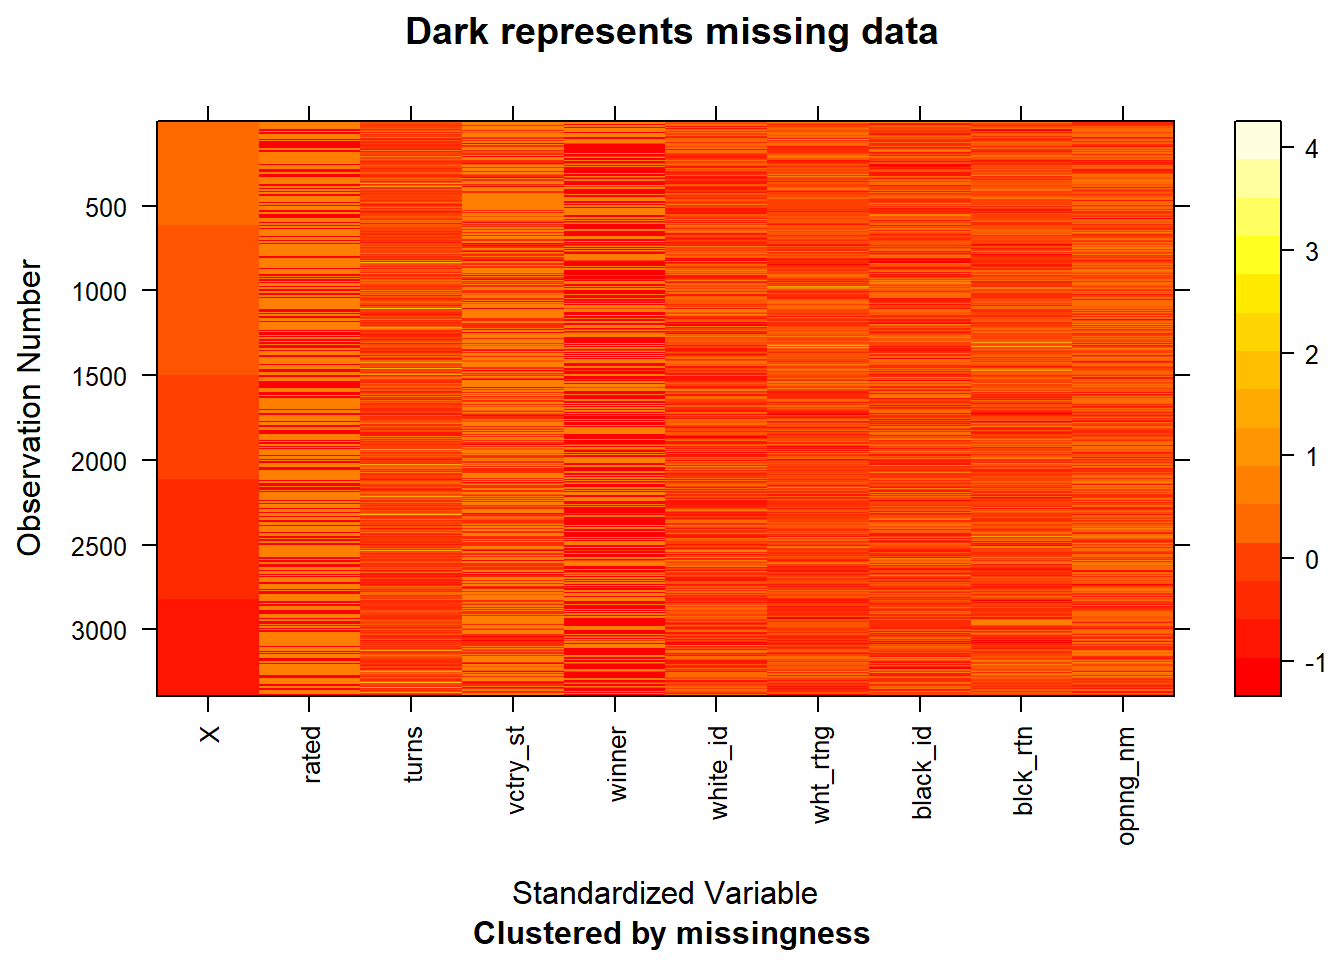 Dark represents missing data
Observation Number
500
1000
1500
2000
2500
3000
X
rated
turns
vctry_st
winner
white_id
wht_rtng
black_id
blck_rtn
opnng_nm
4
3
2
1
0
-1
Standardized Variable
Clustered by missingness